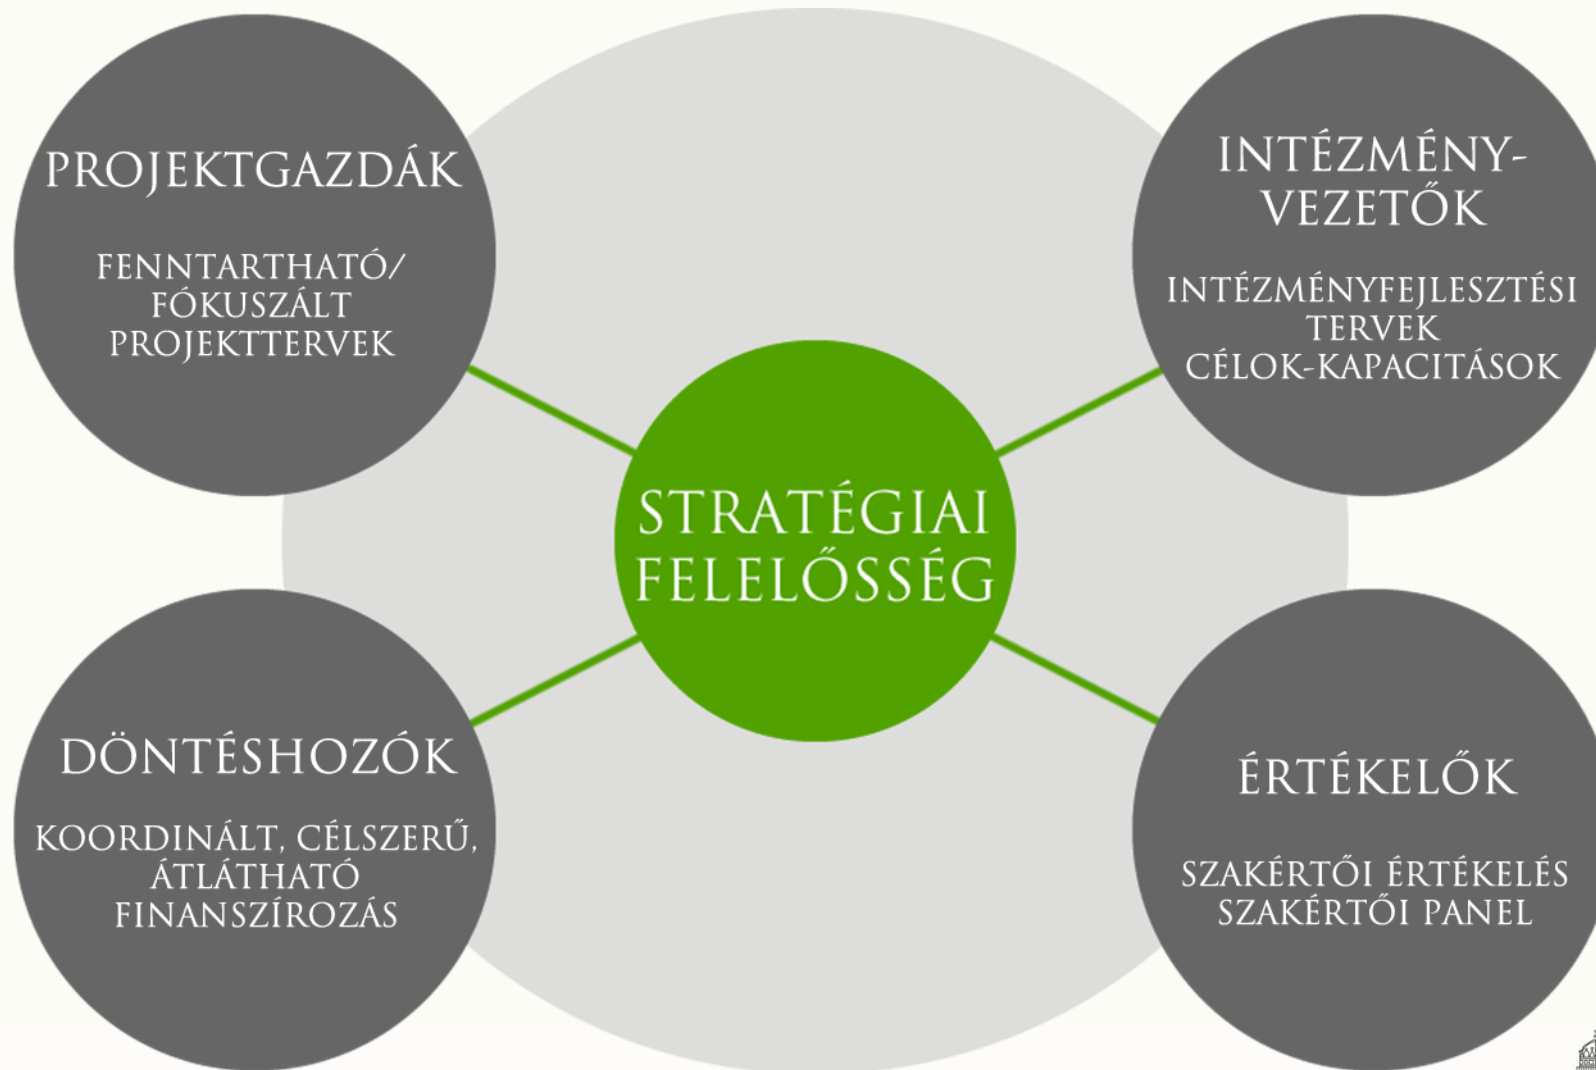 PROJEKTGAZDÁK
FENNTARTHATÓ/
FÓKUSZÁLT
PROJEKTTERVEK
INTÉZMÉNY-
VEZETŐK
INTÉZMÉNYFEJLESZTÉSI
TERVEK
CÉLOK-KAPACITÁSOK
STRATÉGIAI
FELELŐSSÉG
DÖNTÉSHOZÓK
KOORDINÁLT, CÉLSZERŰ,
ÁTLÁTHATÓ
FINANSZÍROZÁS
ÉRTÉKELŐK
SZAKÉRTŐI ÉRTÉKELÉS
SZAKÉRTŐI PANEL